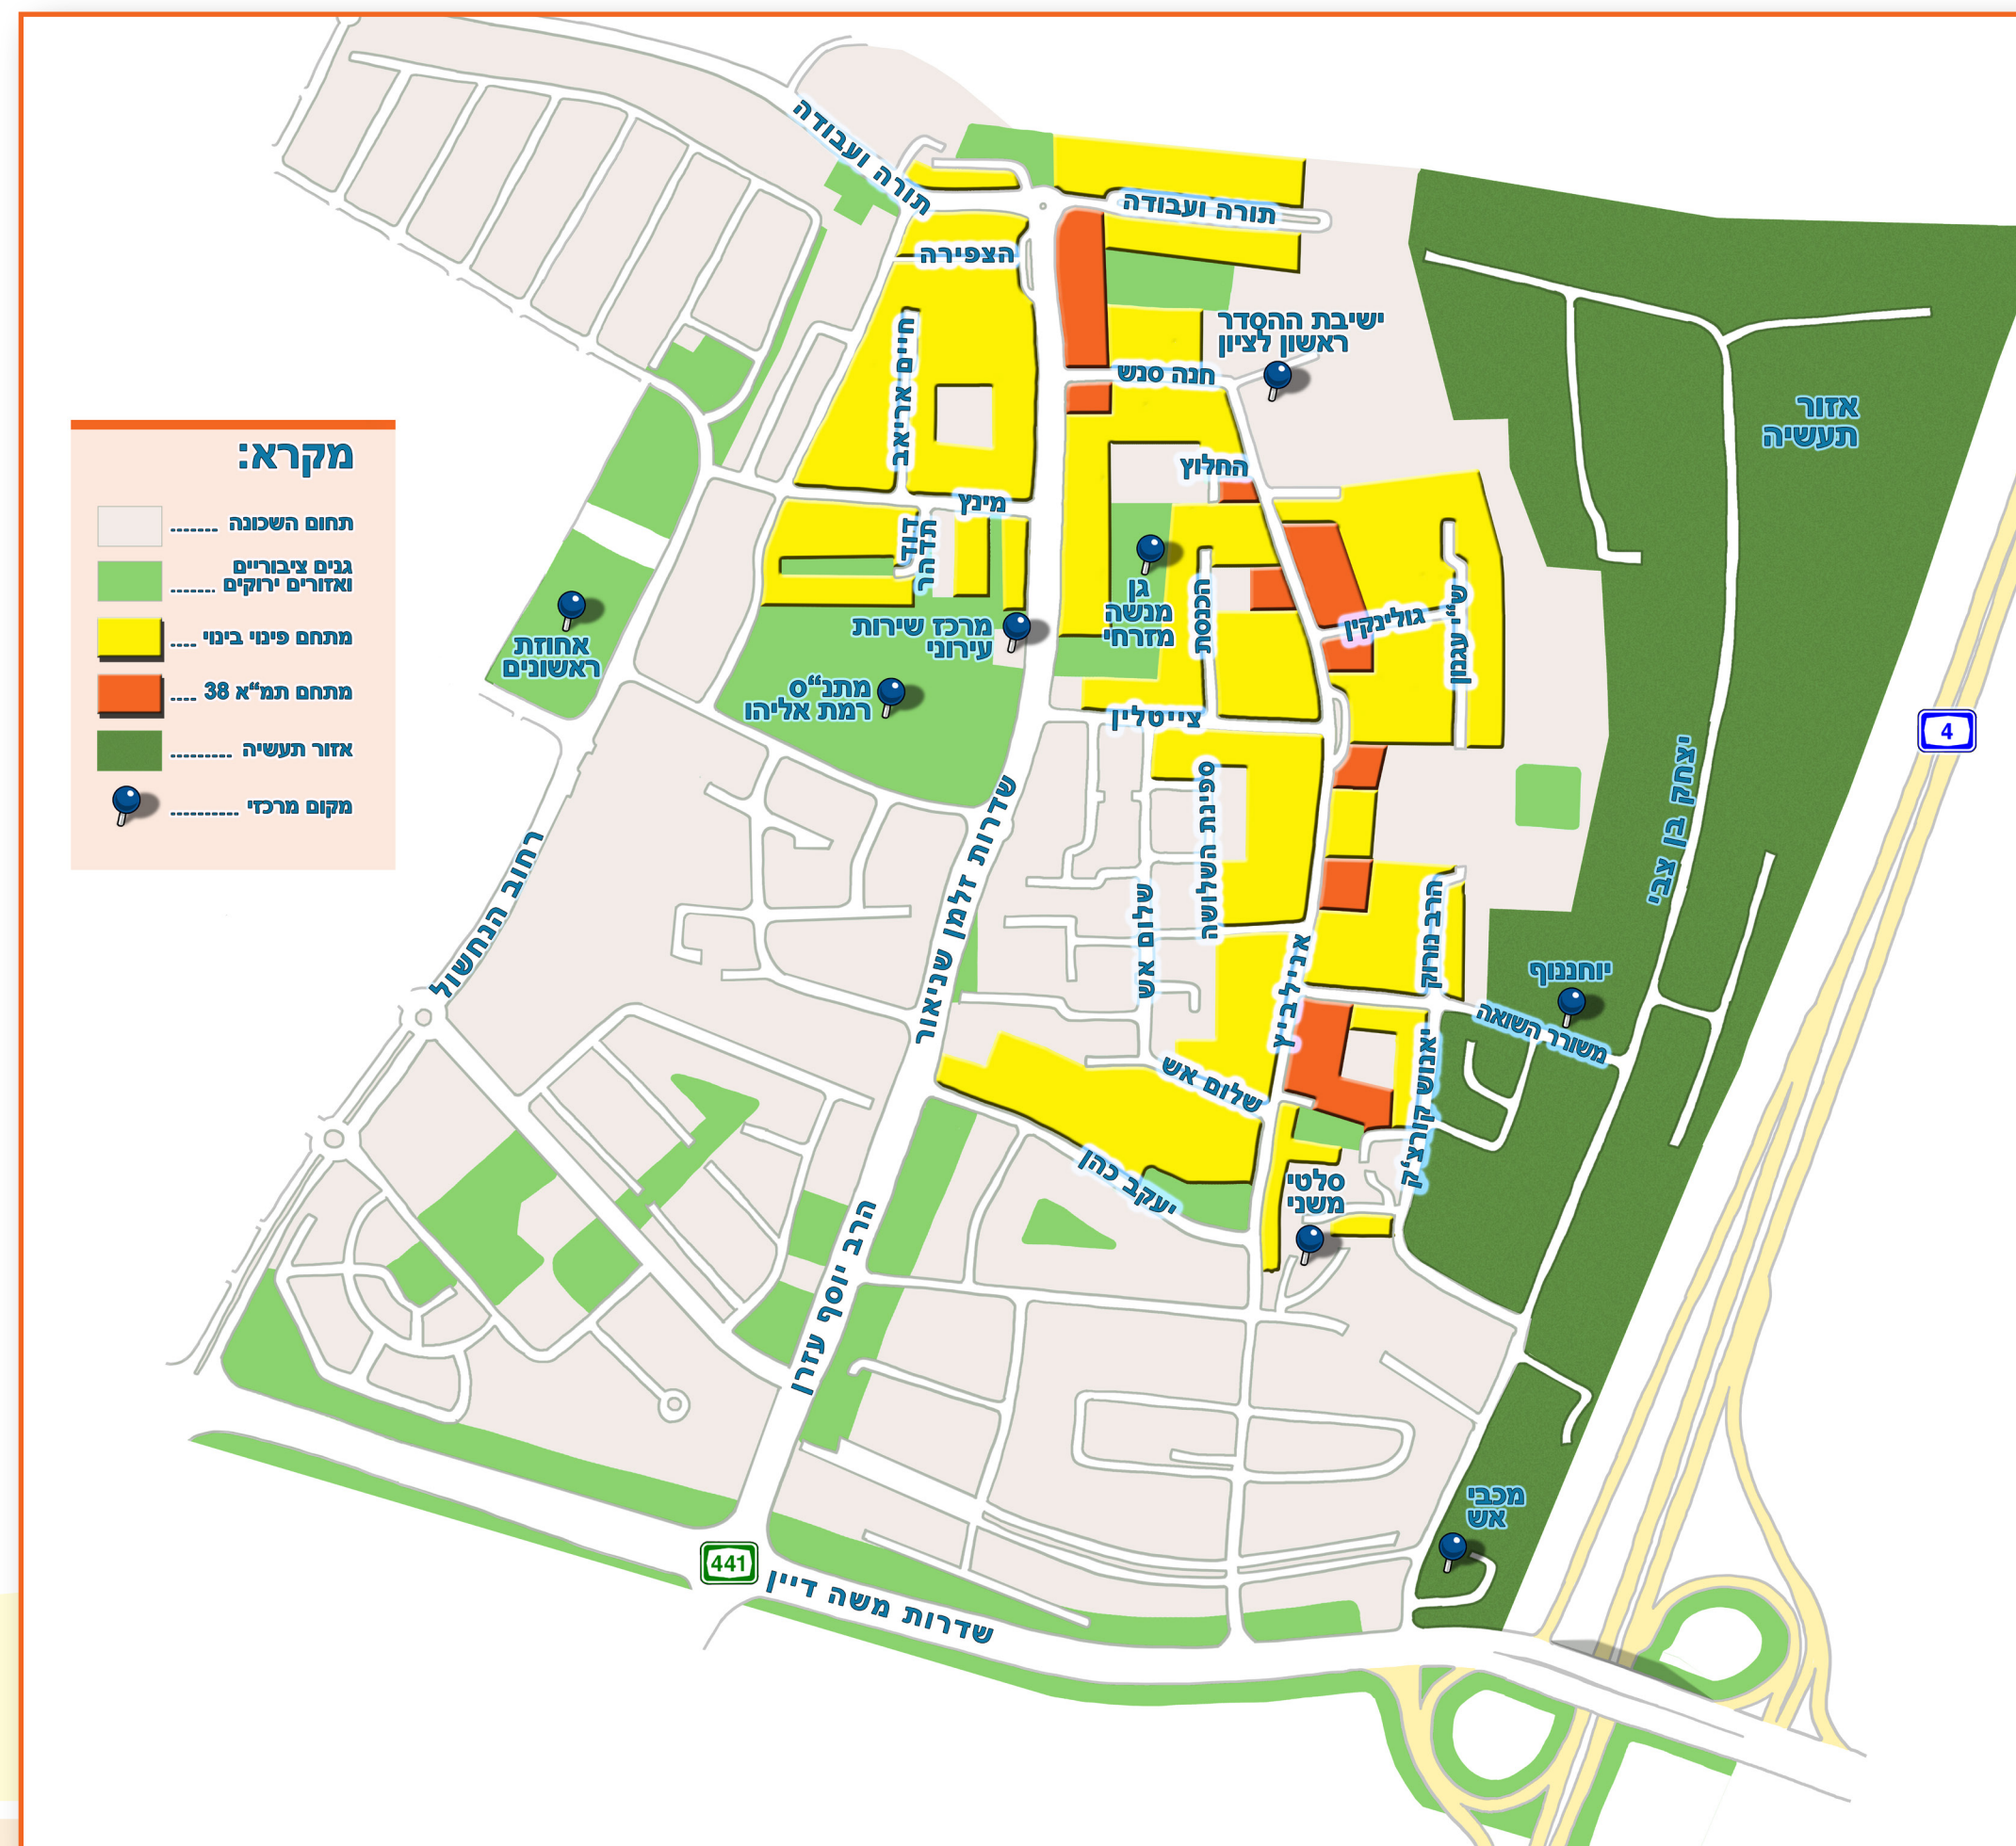 תורה ועבודה
תורה ועבודה
הצפירה
חיים אריאב
ישיבת ההסדר
ראשון לציון
חנה סנש
אזור
תעשיה
מקרא:
תחום השכונה ........
גנים ציבוריים
ואזורים ירוקים ........
מתחם פינוי בינוי ....
מתחם תמ"א 38 ....
אזור תעשיה .........
מקום מרכזי ..........
החלוץ
מינץ
דוד
תדהר
גן
מנשה
מזרחי
הכנסת
גולינקין
ש"י עגנון
מרכז שירות
עירוני
אחוזת
ראשונים
מתנ"ס
רמת אליהו
צייטלין
4
יצחק בן צבי
שדרות זלמן שניאור
ספינת השלושה
רחוב הנחשול
שלום אש
הרב נורוק
אנילביץ
יוחננוף
משורר השואה
יאנוש קורצ'ק
שלום אש
יעקב כהן
סלטי
משני
הרב יוסף עזרן
מכבי
אש
441
שדרות משה דיין